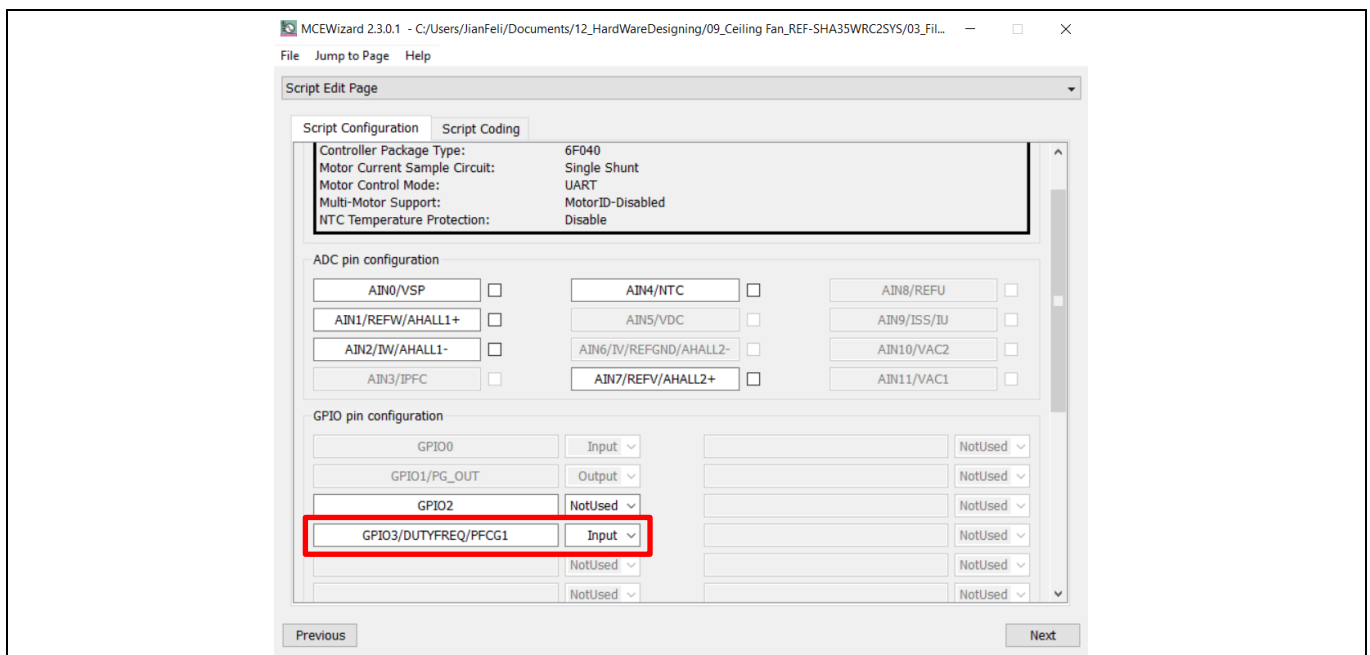 MCEWizard 2.3.0.1 - C:/Users/JianFeli/Documents/12_HardWareDesigning/09_Ceiling Fan_REF-SHA35WRC2SYS/03_Fil...
File Jump to Page Help
Script Edit Page
Script Configuration Script Coding
Controller Package Type: 6F040
Motor Current Sample Circuit: Single Shunt
Motor Control Mode: UART
Multi-Motor Support: MotorID-Disabled
NTC Temperature Protection: Disable
ADC pin configuration
AIN0/VSP AIN4/NTC AIN8/REFU
AIN1/REFW/AHALL1+ AIN5/VDC AIN9/ISS/IU
AIN2/IW/AHALL1- AIN6/IV/REFGND/AHALL2- AIN10/VAC2
AIN3/IPFC AIN7/REFV/AHALL2+ AIN11/VAC1
GPIO pin configuration
GPIO0 Input NotUsed
GPIO1/PG_OUT Output NotUsed
GPIO2 NotUsed NotUsed
GPIO3/DUTYFREQ/PFCG1 Input NotUsed
NotUsed NotUsed
NotUsed NotUsed
Previous Next